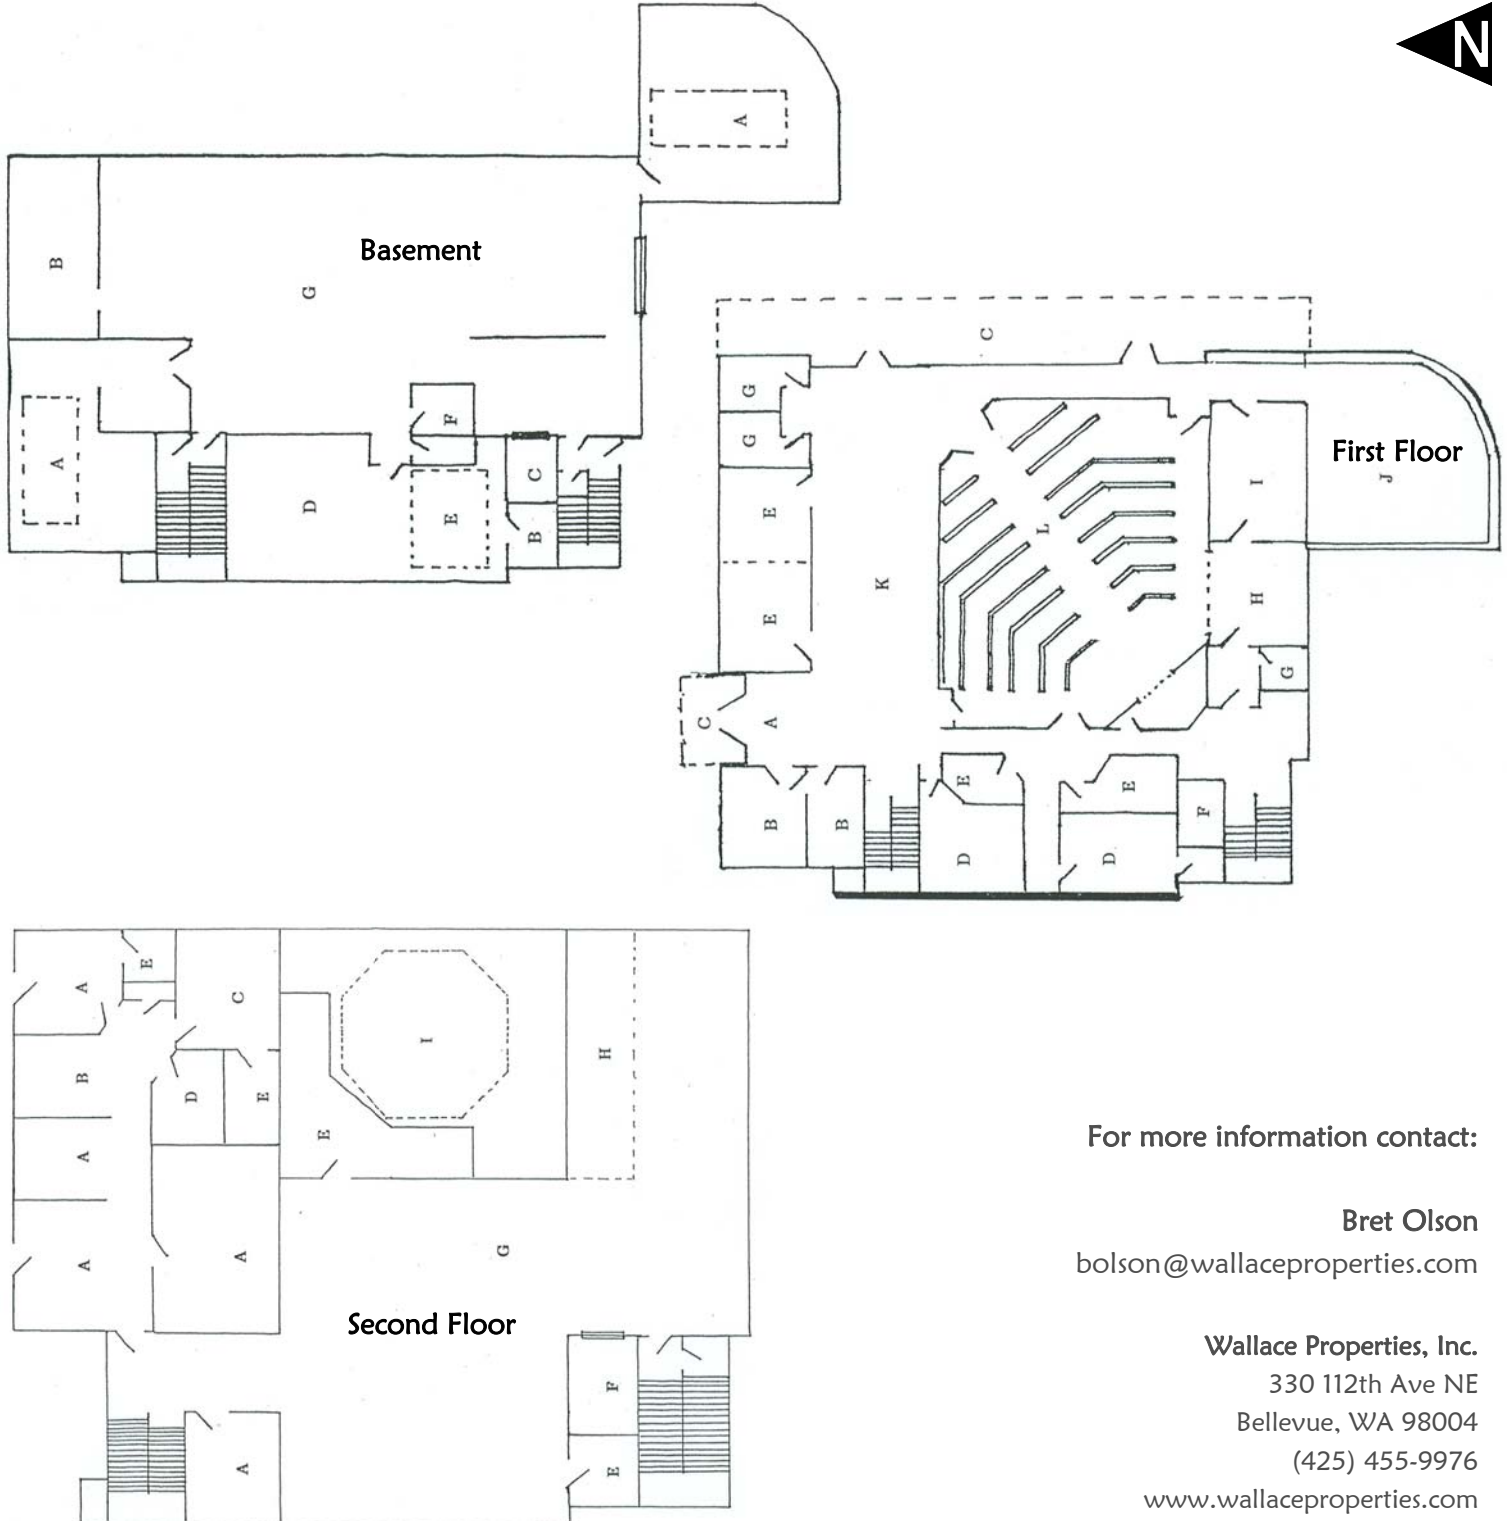 N
A
B
Basement
G
A
F
C
D
E
B
C
G
G
First Floor
J
I
E
L
K
H
E
G
C
A
E
E
B
B
F
D
D
E
A
C
I
H
B
D
E
A
E
G
A
A
Second Floor
F
A
E
For more information contact:
Bret Olson
bolson@wallaceproperties.com
Wallace Properties, Inc.
330 112th Ave NE
Bellevue, WA 98004
(425) 455-9976
www.wallaceproperties.com